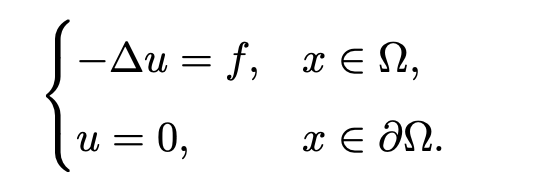 −Δu = f, x ∈ Ω,
u = 0, x ∈ ∂Ω.